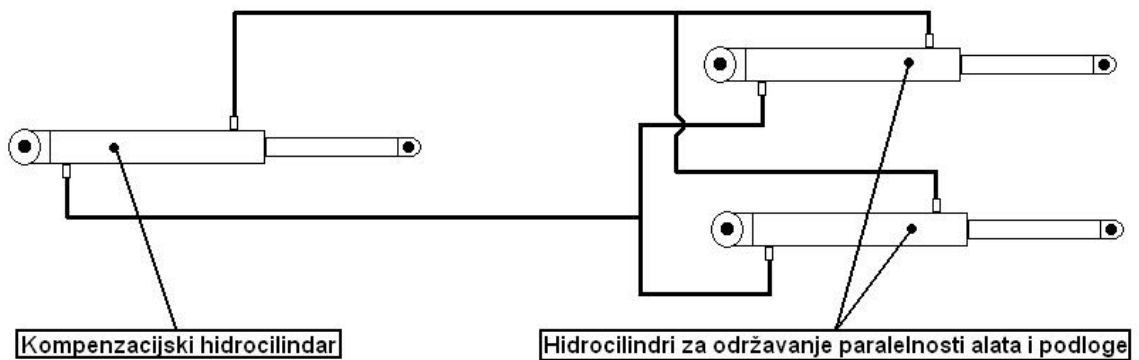 Kompenzacijski hidrocilindar
Hidrocilindri za održavanje paralelnosti alata i podloge